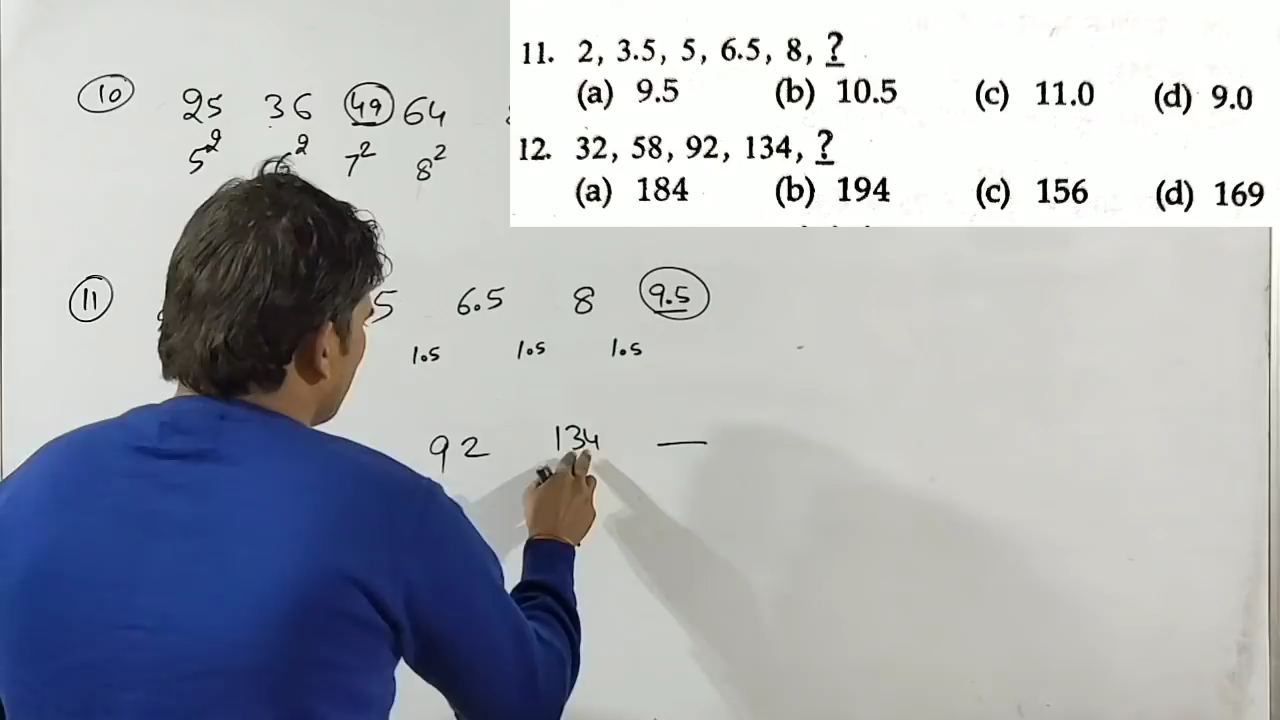 11. 2, 3.5, 5, 6.5, 8, ?
(a) 9.5 (b) 10.5 (c) 11.0 (d) 9.0
12. 32, 58, 92, 134, ?
(a) 184 (b) 194 (c) 156 (d) 169
10 25 36 49 64
5² 6² 7² 8²
11 5 6.5 8 9.5
1.5 1.5 1.5
92 134 —